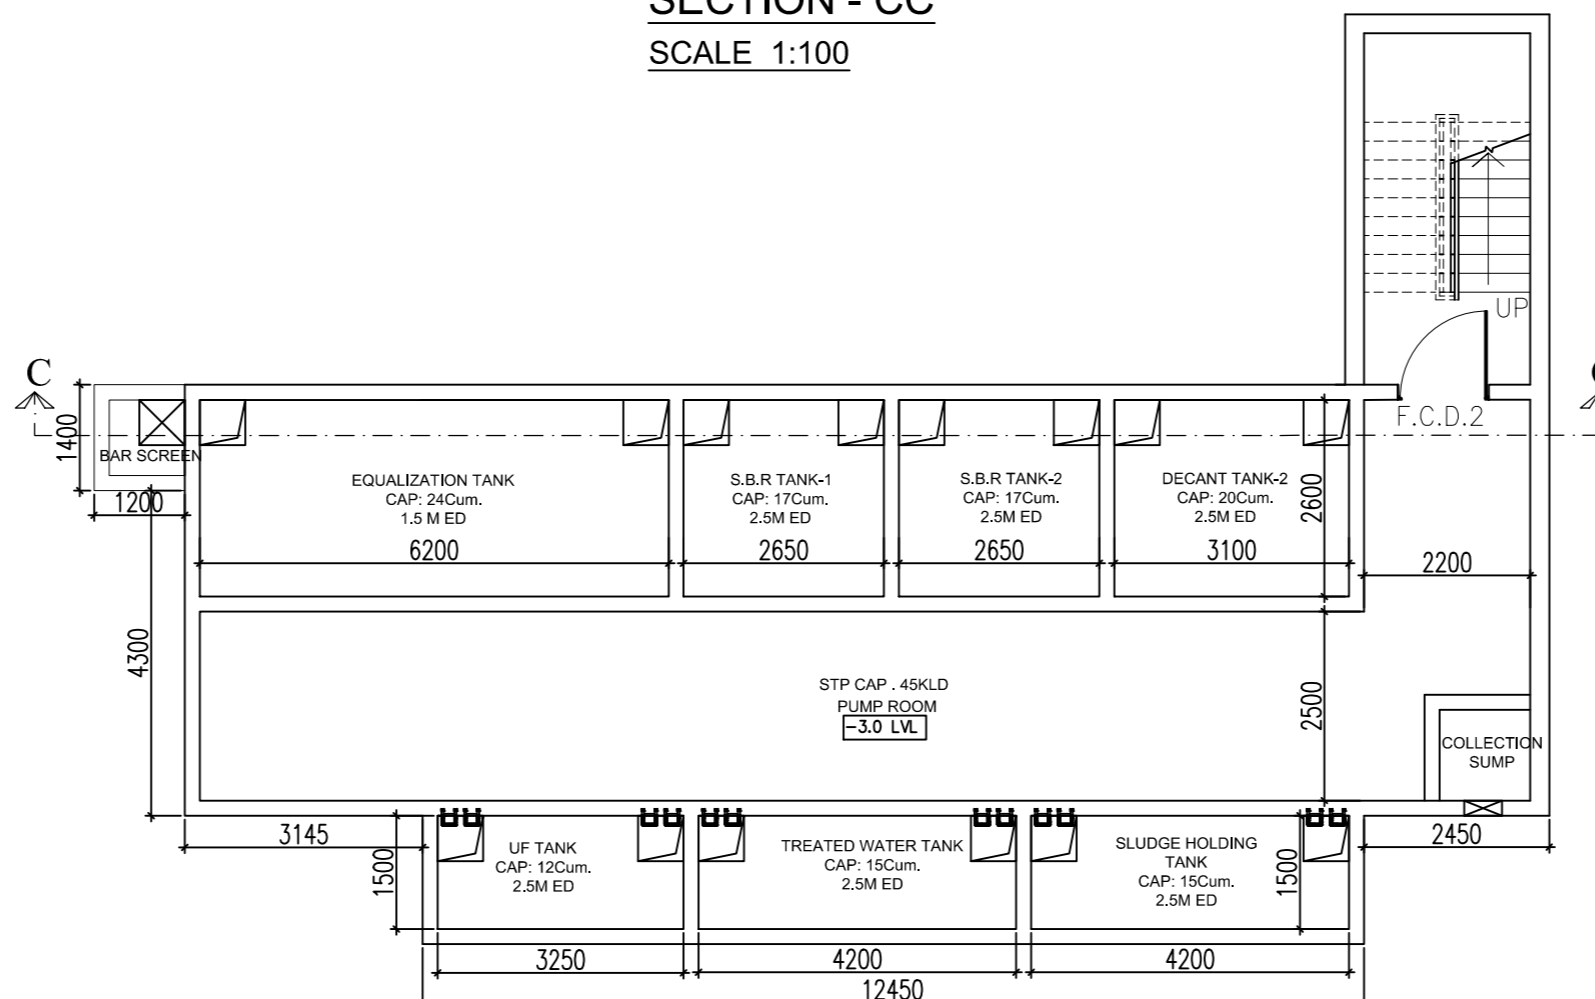 SECTION - CC
SCALE 1:100
UP
C
F.C.D.2
1400
BAR SCREEN
1200
EQUALIZATION TANK
CAP: 24Cum.
1.5 M ED
6200
S.B.R TANK-1
CAP: 17Cum.
2.5M ED
2650
S.B.R TANK-2
CAP: 17Cum.
2.5M ED
2650
DECANT TANK-2
CAP: 20Cum.
2.5M ED
3100
2600
2200
4300
STP CAP . 45KLD
PUMP ROOM
-3.0 LVL
2500
COLLECTION
SUMP
3145
1500
UF TANK
CAP: 12Cum.
2.5M ED
TREATED WATER TANK
CAP: 15Cum.
2.5M ED
SLUDGE HOLDING
TANK
CAP: 15Cum.
2.5M ED
1500
2450
3250
4200
4200
12450